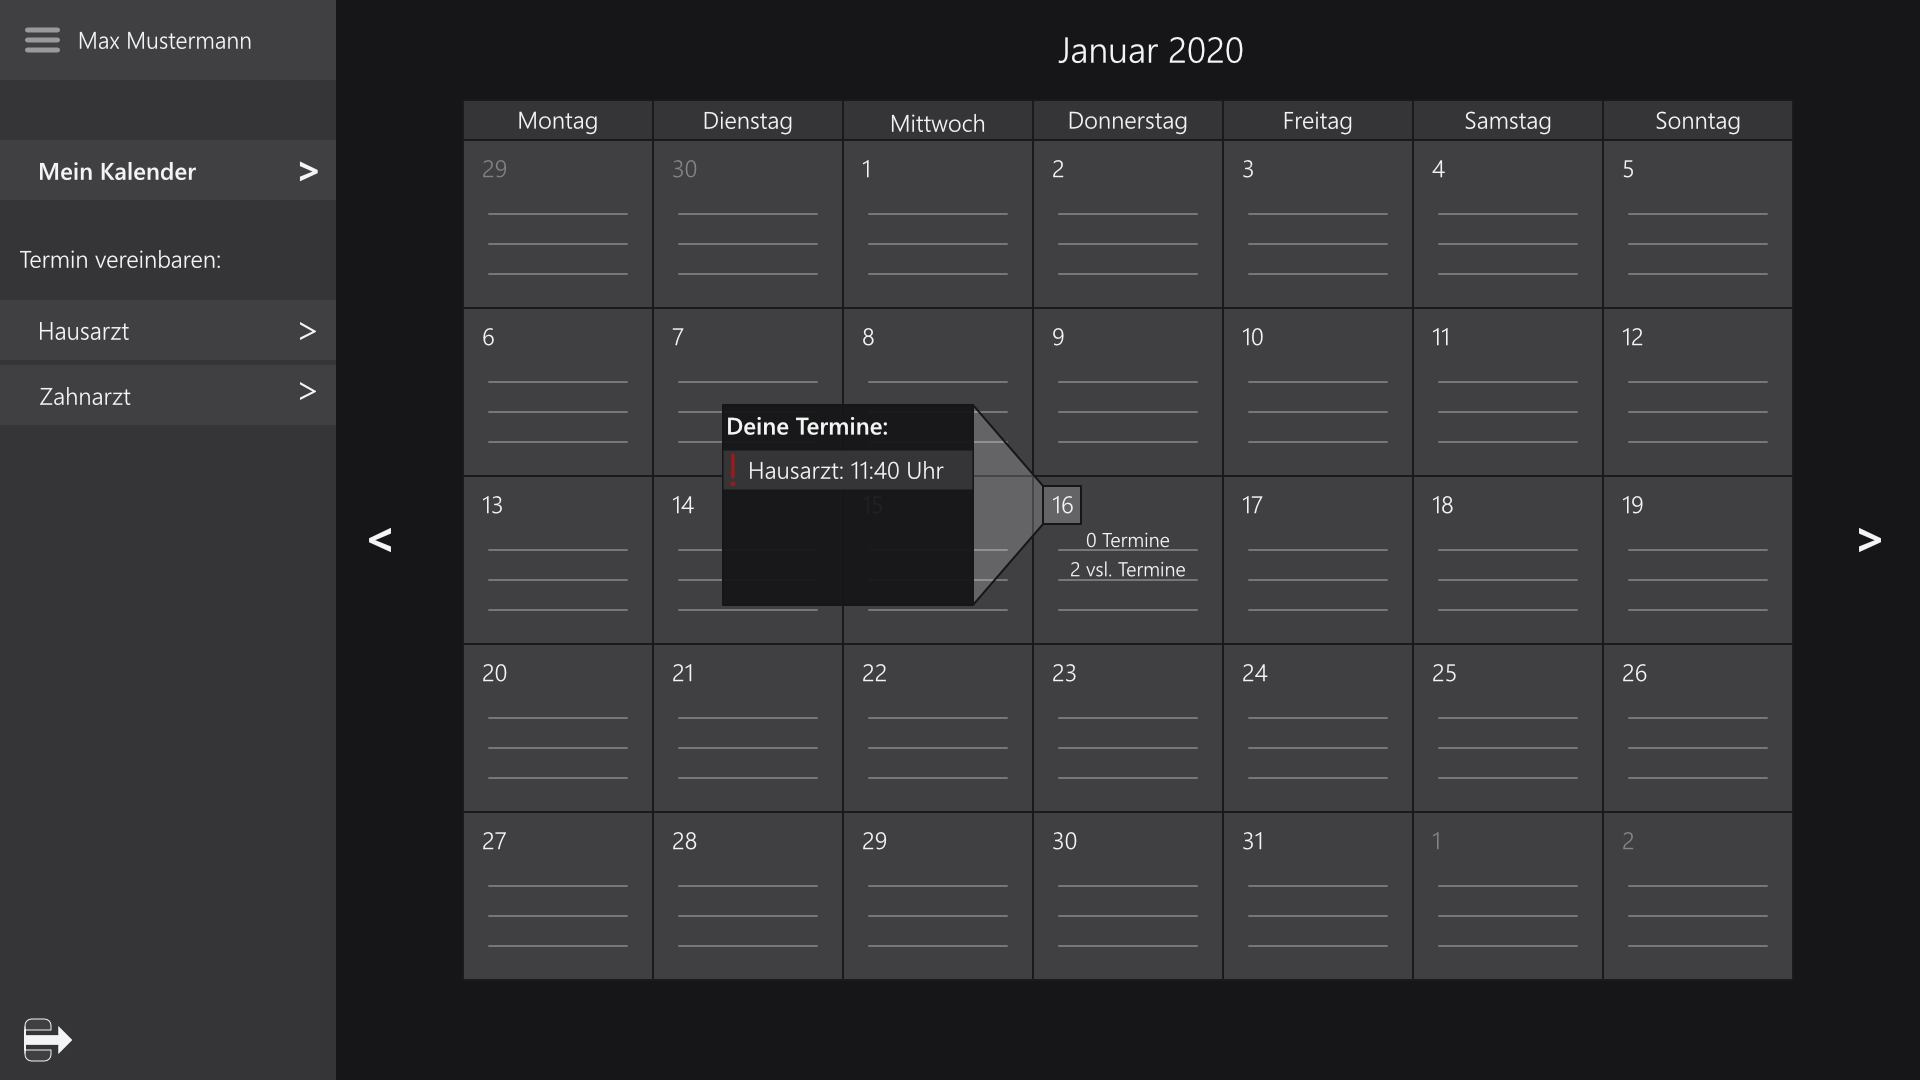 Max Mustermann
Mein Kalender >
Termin vereinbaren:
Hausarzt >
Zahnarzt >
Januar 2020
Montag Dienstag Mittwoch Donnerstag Freitag Samstag Sonntag
29 30 1 2 3 4 5
6 7 8 9 10 11 12
Deine Termine:
! Hausarzt: 11:40 Uhr
13 14 15 16 17 18 19
0 Termine
2 vsl. Termine
< >
20 21 22 23 24 25 26
27 28 29 30 31 1 2